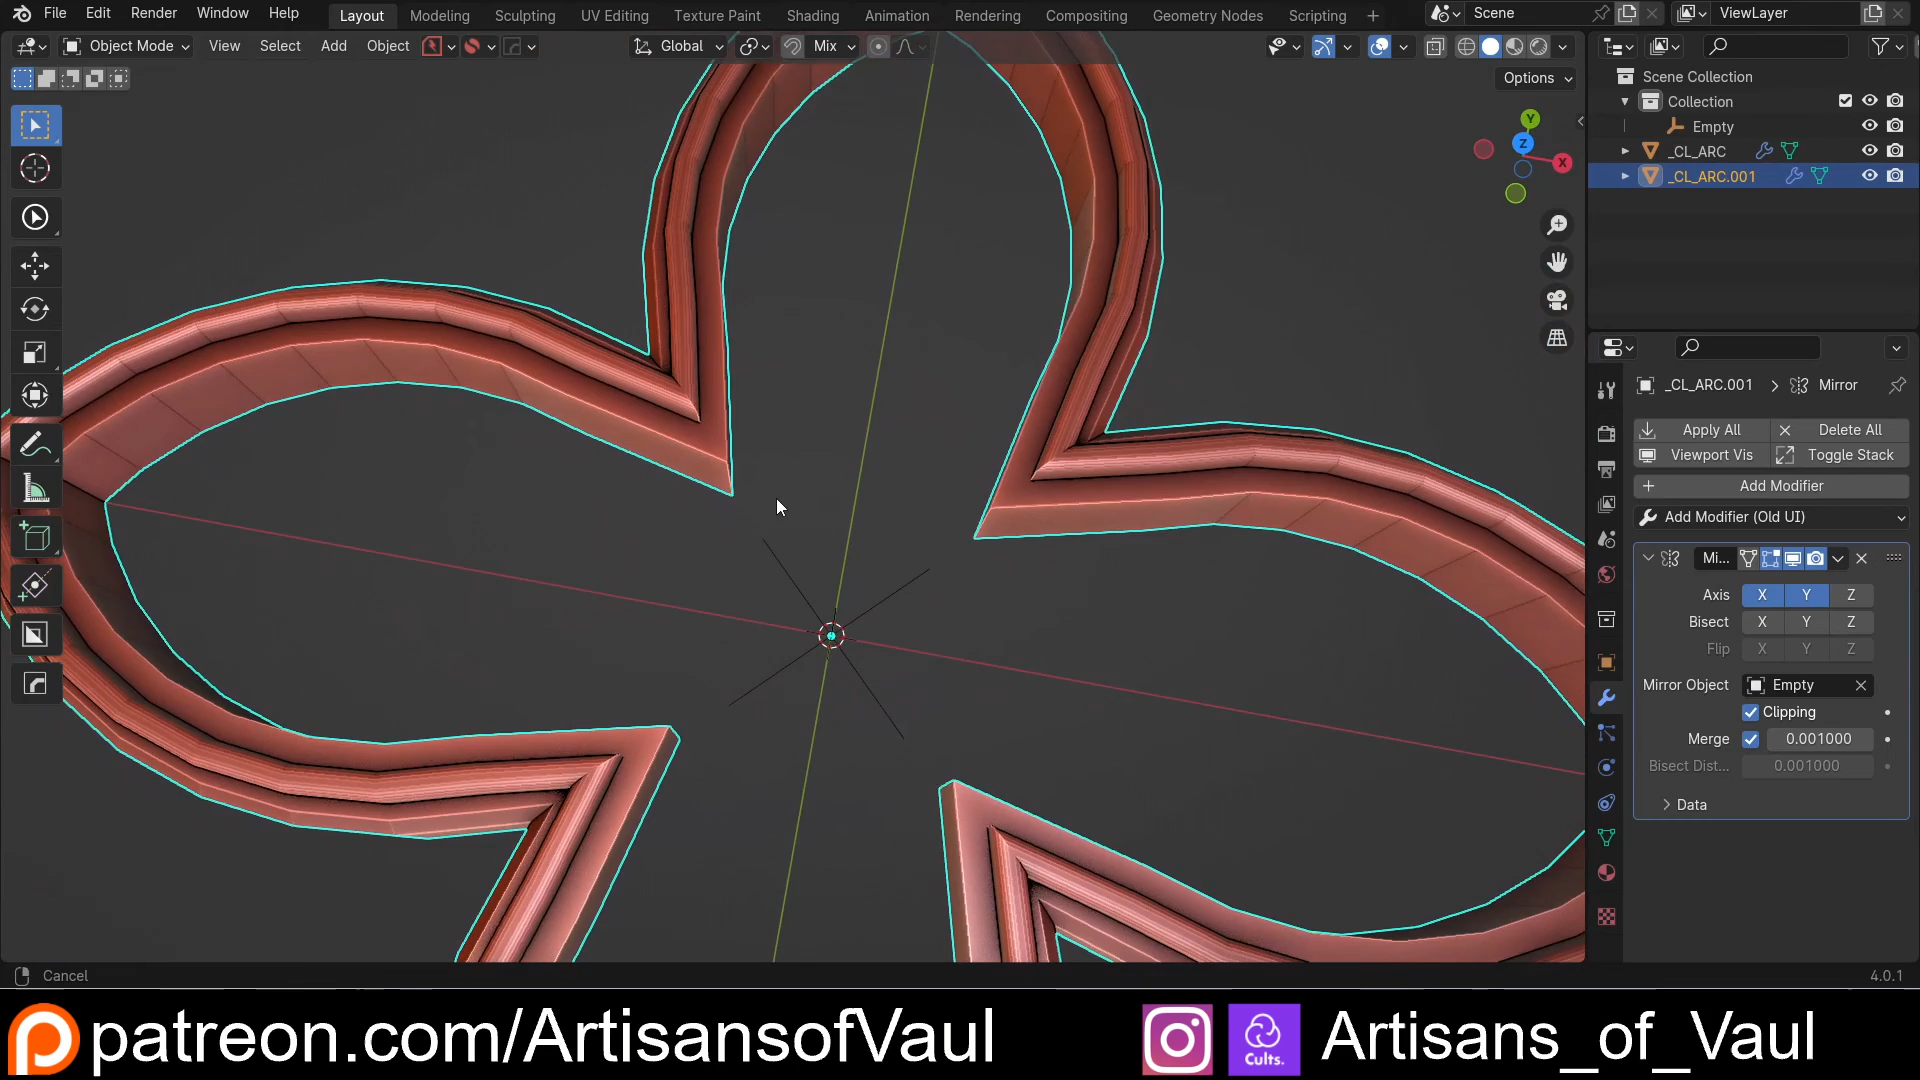 File Edit Render Window Help Layout Modeling Sculpting UV Editing Texture Paint Shading Animation Rendering Compositing Geometry Nodes Scripting + Scene ViewLayer
Object Mode View Select Add Object Global Mix
Options
Y
Z
X
Scene Collection
Collection
Empty
_CL_ARC
_CL_ARC.001
_CL_ARC.001 > Mirror
Apply All Delete All
Viewport Vis Toggle Stack
Add Modifier
Add Modifier (Old UI)
Mi...
Axis X Y Z
Bisect X Y Z
Flip X Y Z
Mirror Object Empty
Clipping
Merge 0.001000
Bisect Dist... 0.001000
Data
Cancel 4.0.1
patreon.com/ArtisansofVaul Cults. Artisans_of_Vaul